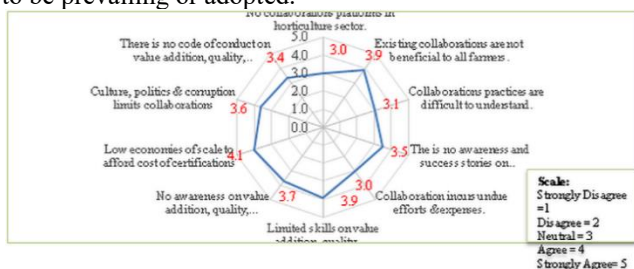 to be prevailing or adopted.
No collaborations platforms in
horticulture sector.
5.0
4.0
3.0
2.0
1.0
0.0
3.0
3.9
3.1
3.5
3.0
3.9
3.7
4.1
3.6
3.4
Existing collaborations are not
beneficial to all farmers.
Collaborations practices are
difficult to understand.
The is no awareness and
success stories on..
Collaboration incurs undue
efforts & expenses.
Limited skills on value
addition, quality
No awareness on value
addition, quality,...
Low economies of scale to
afford cost of certifications
Culture, politics & corruption
limits collaborations
There is no code of conduct on
value addition, quality,..
Scale:
Strongly Disagree
=1
Disagree = 2
Neutral = 3
Agree = 4
Strongly Agree= 5